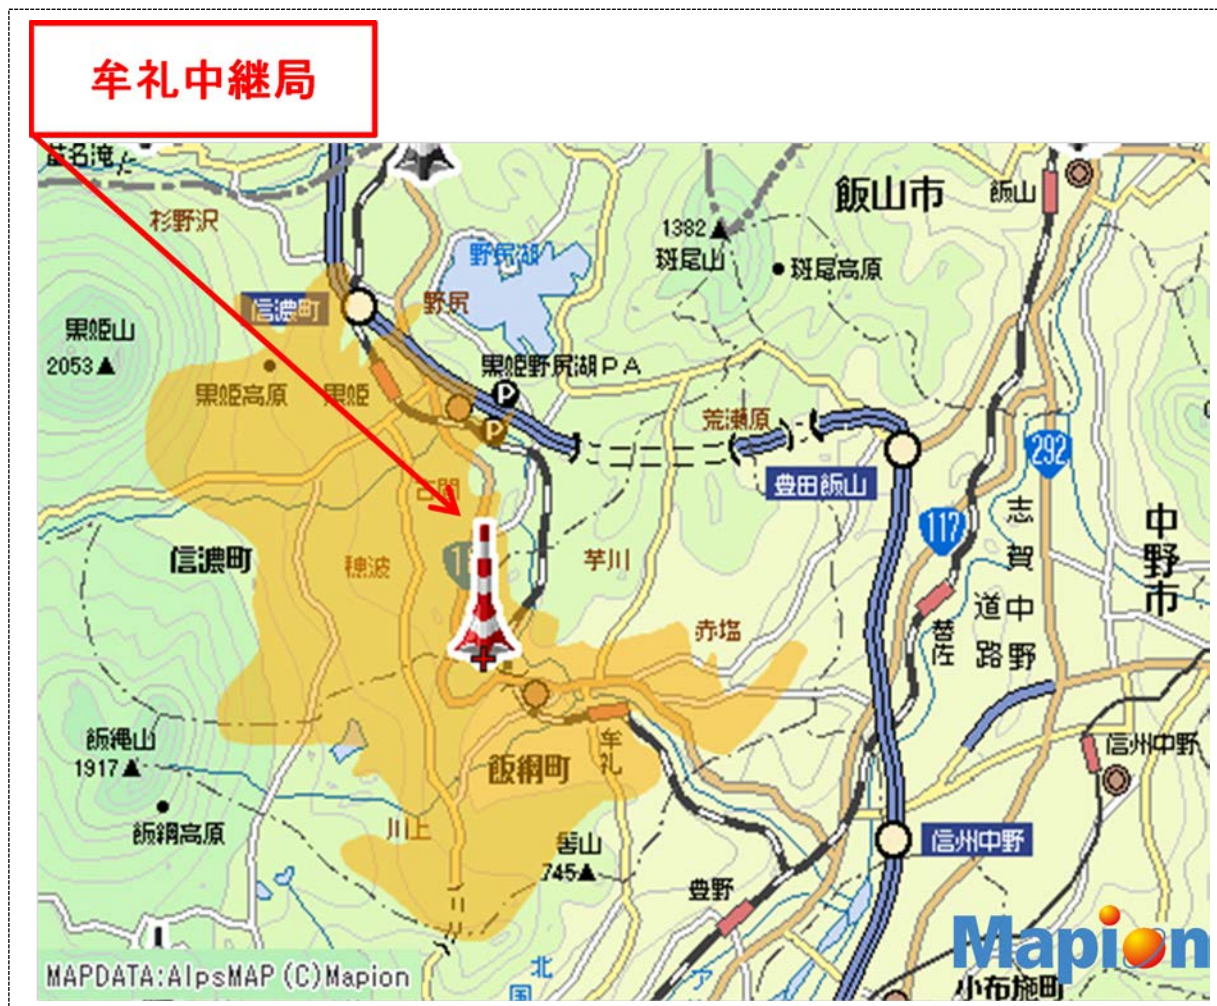 牟礼中継局
苗名滝
杉野沢
野尻湖
1382
斑尾山
飯山市
飯山
斑尾高原
信濃町
野尻
黒姫山
2053
黒姫高原
黒姫
黒姫野尻湖PA
P
P
荒瀬原
292
豊田飯山
古間
117
志賀中野道路
中野市
信濃町
穂波
芋川
赤塩
替佐
飯縄山
1917
飯綱町
牟礼
信州中野
飯綱高原
川上
髻山
745
豊野
信州中野
Mapion
MAPDATA:AlpsMAP (C)Mapion
北国
小布施町